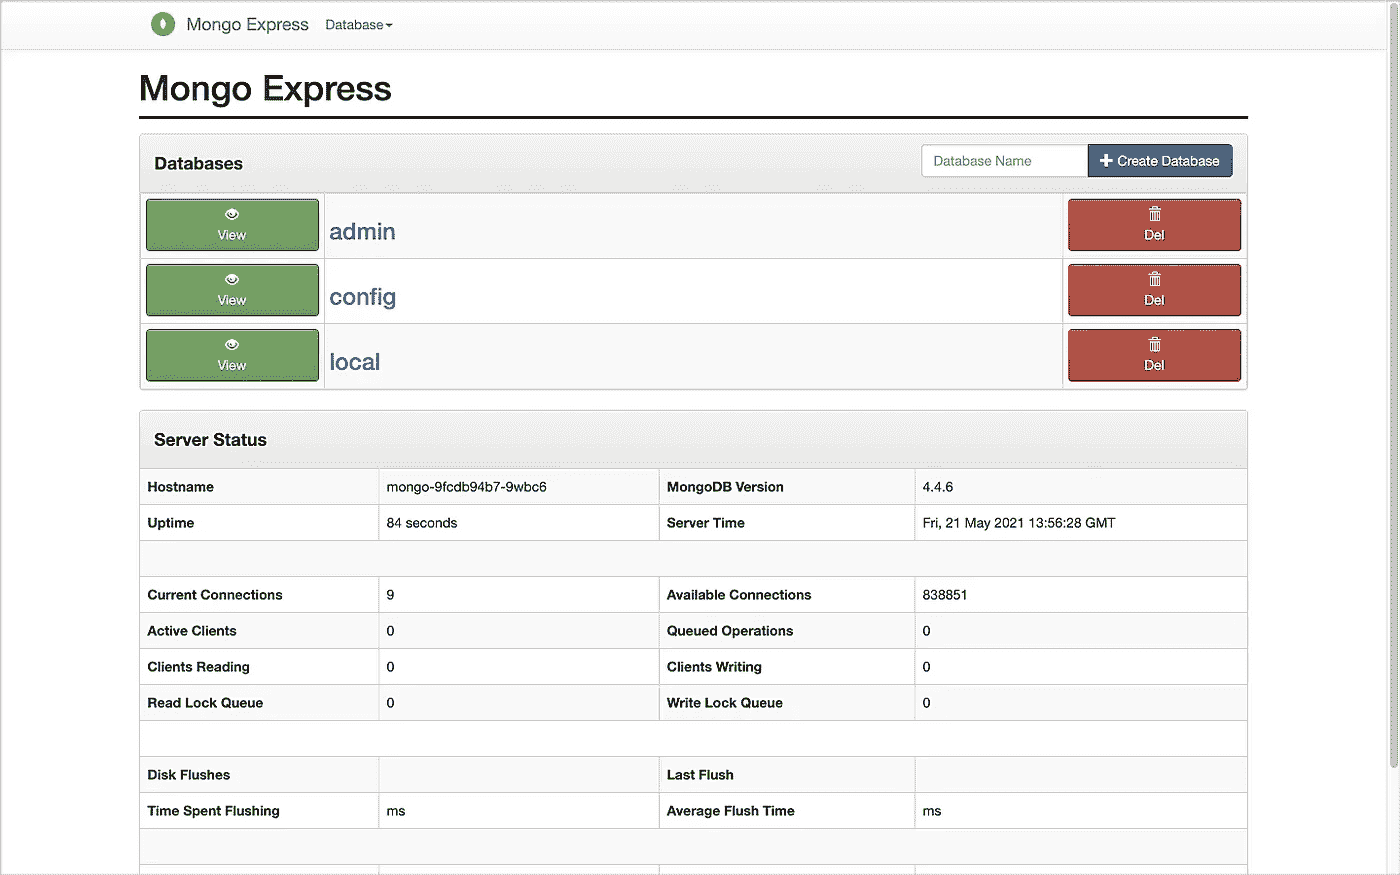 Mongo Express Database
Mongo Express
Databases Database Name Create Database
View admin Del
View config Del
View local Del
Server Status
Hostname mongo-9fcdb94b7-9wbc6 MongoDB Version 4.4.6
Uptime 84 seconds Server Time Fri, 21 May 2021 13:56:28 GMT
Current Connections 9 Available Connections 838851
Active Clients 0 Queued Operations 0
Clients Reading 0 Clients Writing 0
Read Lock Queue 0 Write Lock Queue 0
Disk Flushes Last Flush
Time Spent Flushing ms Average Flush Time ms